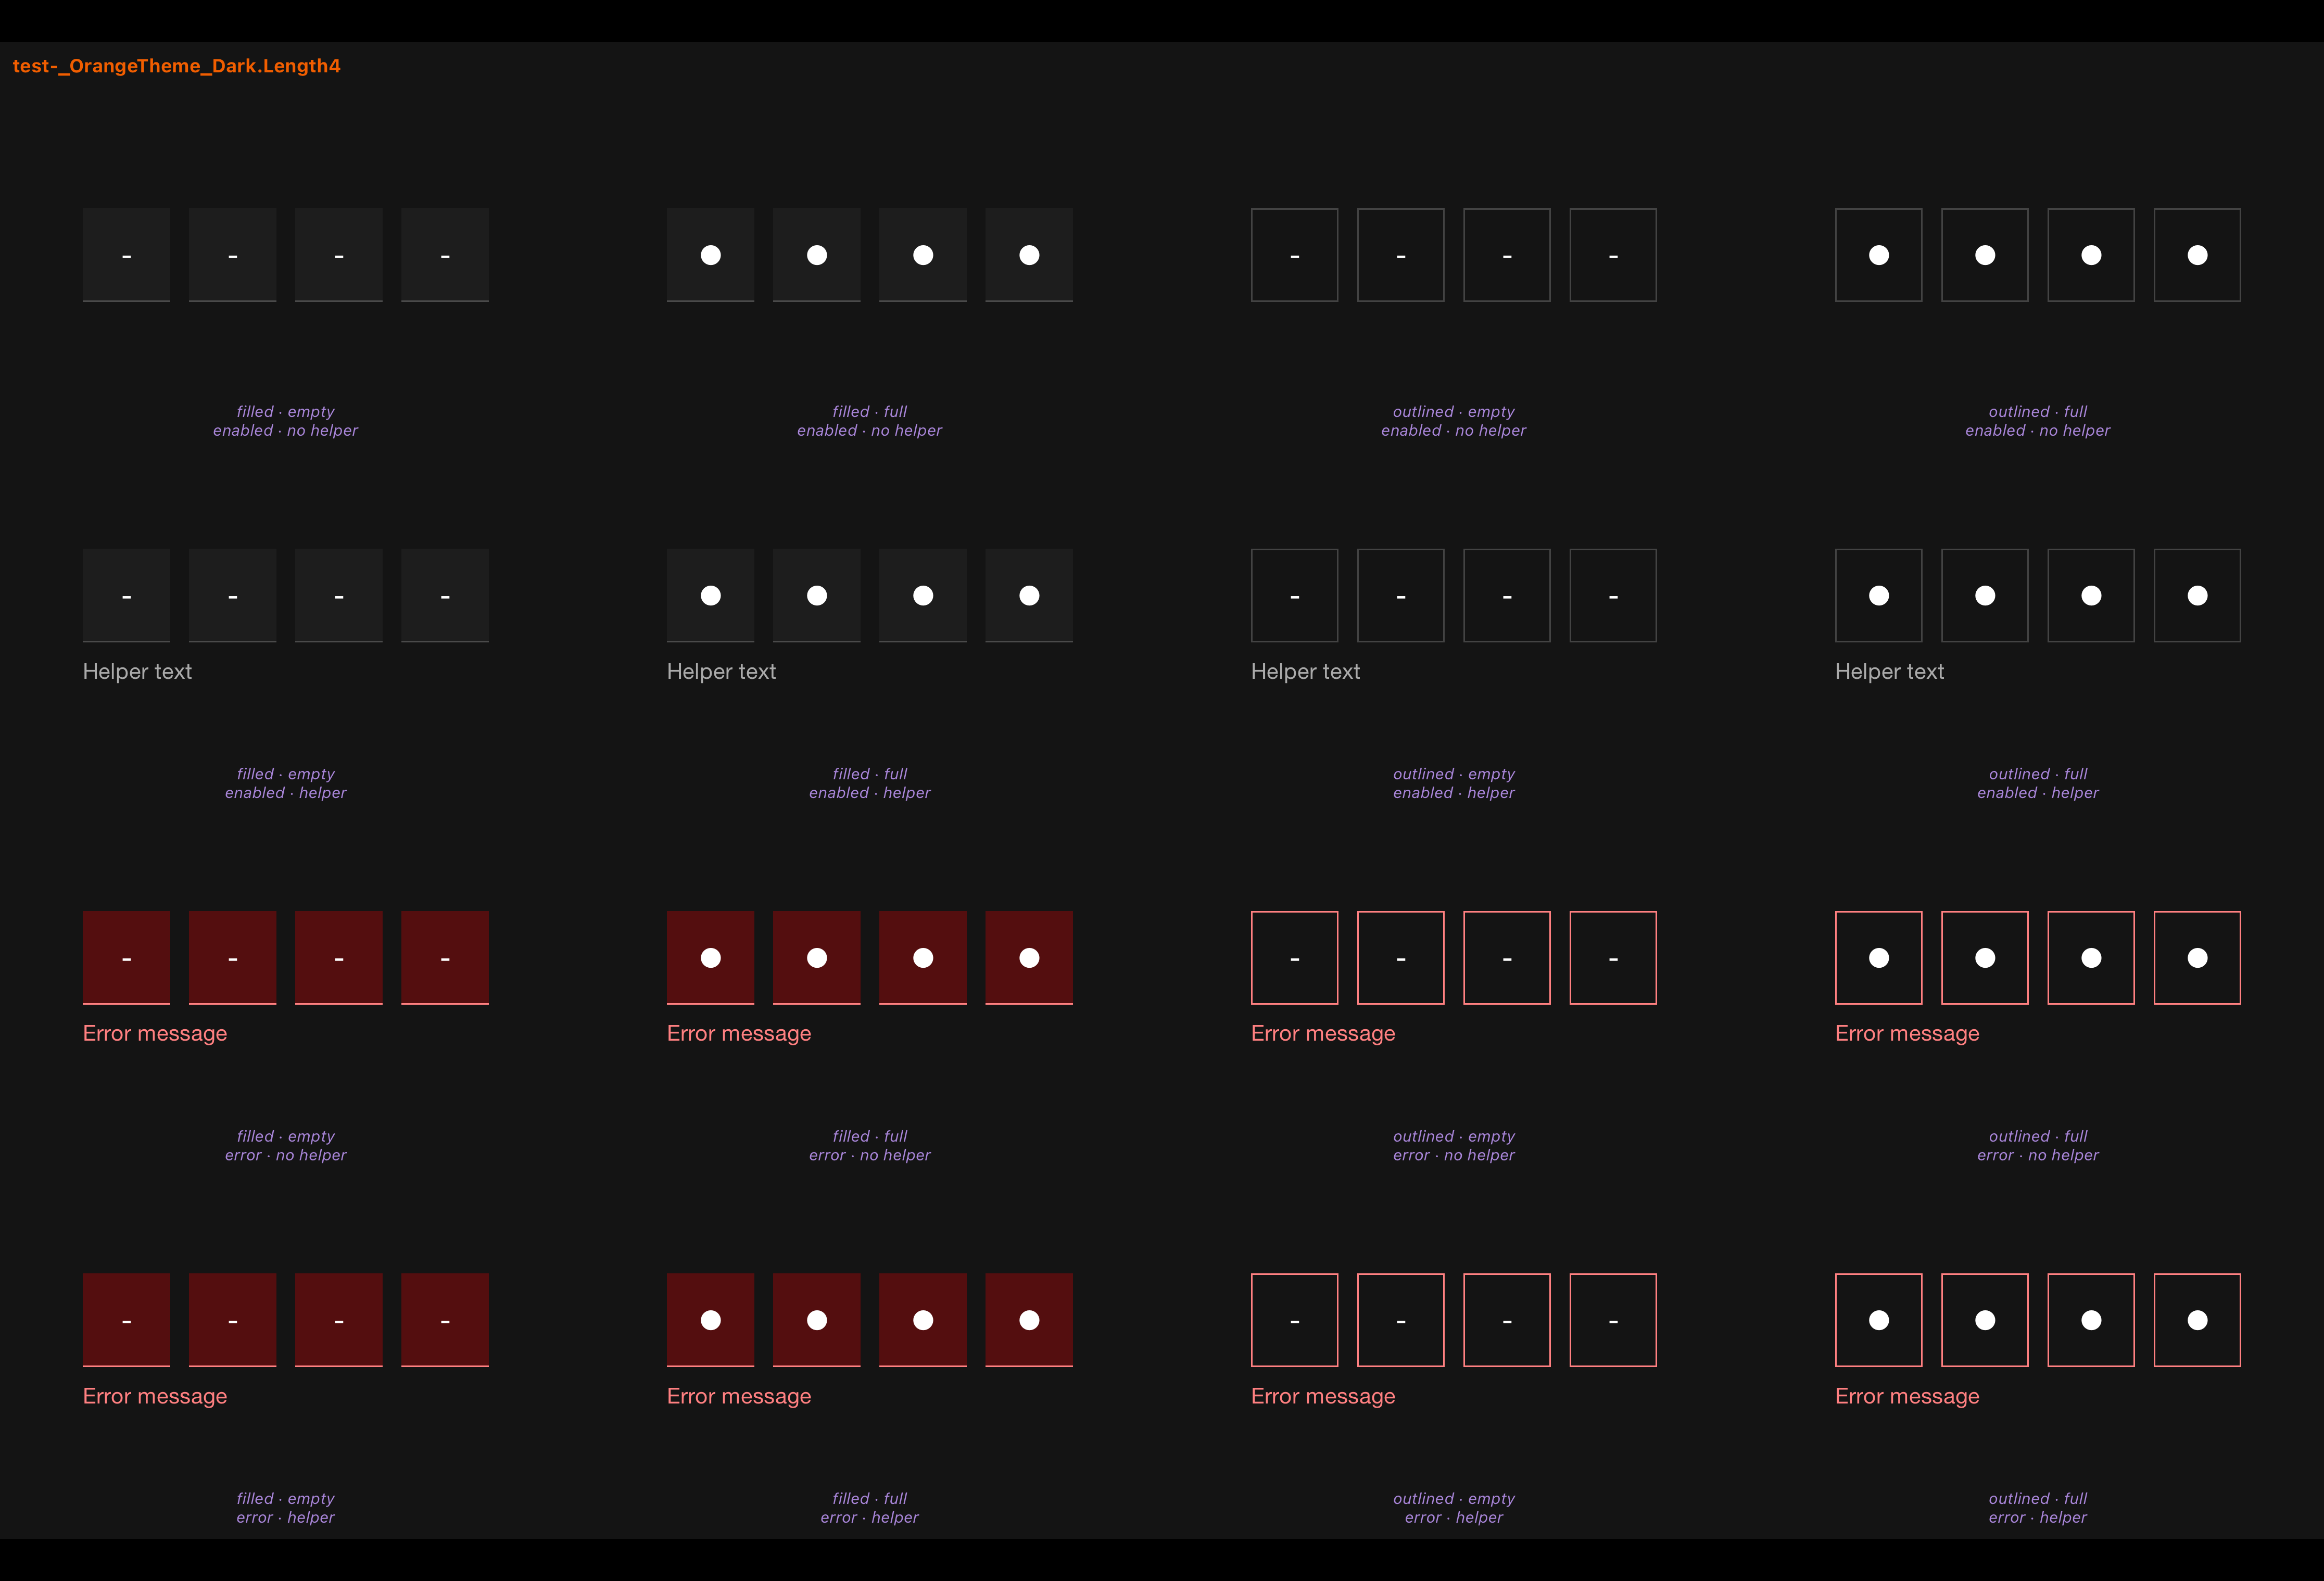 test-_OrangeTheme_Dark.Length4
- - - -
● ● ● ●
- - - -
● ● ● ●
filled · empty
enabled · no helper
filled · full
enabled · no helper
outlined · empty
enabled · no helper
outlined · full
enabled · no helper
- - - -
● ● ● ●
- - - -
● ● ● ●
Helper text
Helper text
Helper text
Helper text
filled · empty
enabled · helper
filled · full
enabled · helper
outlined · empty
enabled · helper
outlined · full
enabled · helper
- - - -
● ● ● ●
- - - -
● ● ● ●
Error message
Error message
Error message
Error message
filled · empty
error · no helper
filled · full
error · no helper
outlined · empty
error · no helper
outlined · full
error · no helper
- - - -
● ● ● ●
- - - -
● ● ● ●
Error message
Error message
Error message
Error message
filled · empty
error · helper
filled · full
error · helper
outlined · empty
error · helper
outlined · full
error · helper